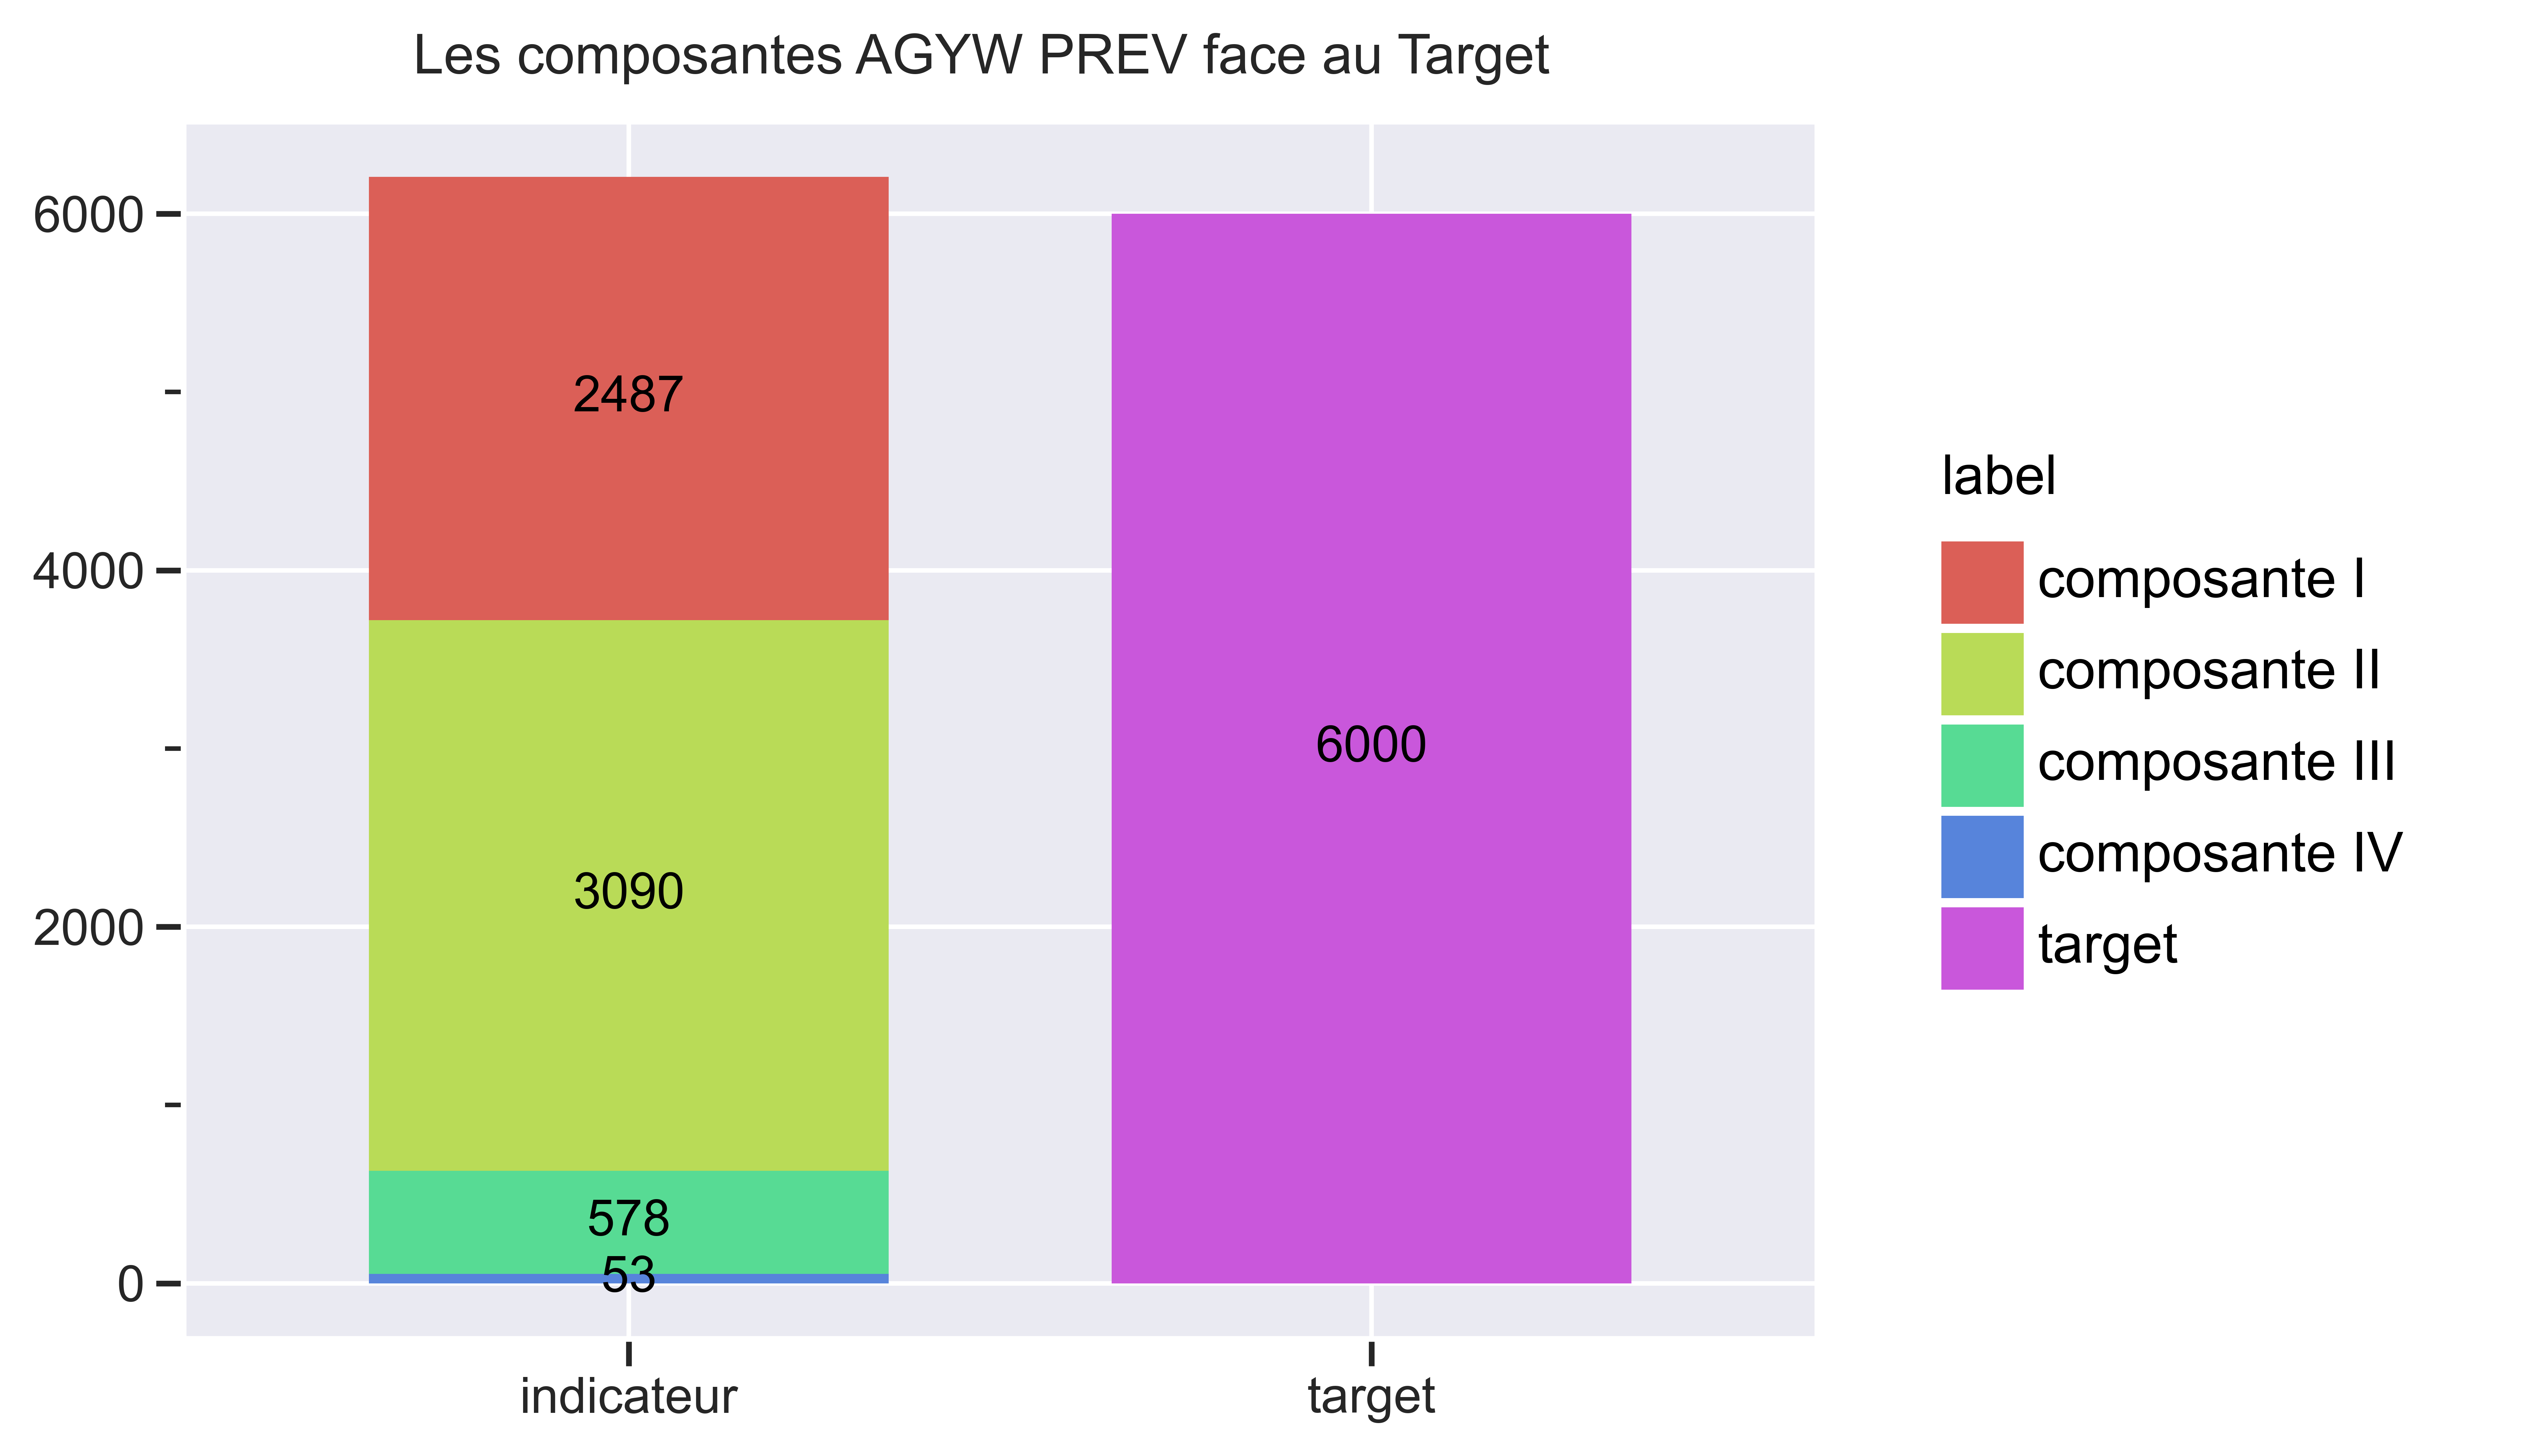 Les composantes AGYW PREV face au Target
6000
4000
2000
0
2487
3090
578
53
6000
indicateur
target
label
composante I
composante II
composante III
composante IV
target